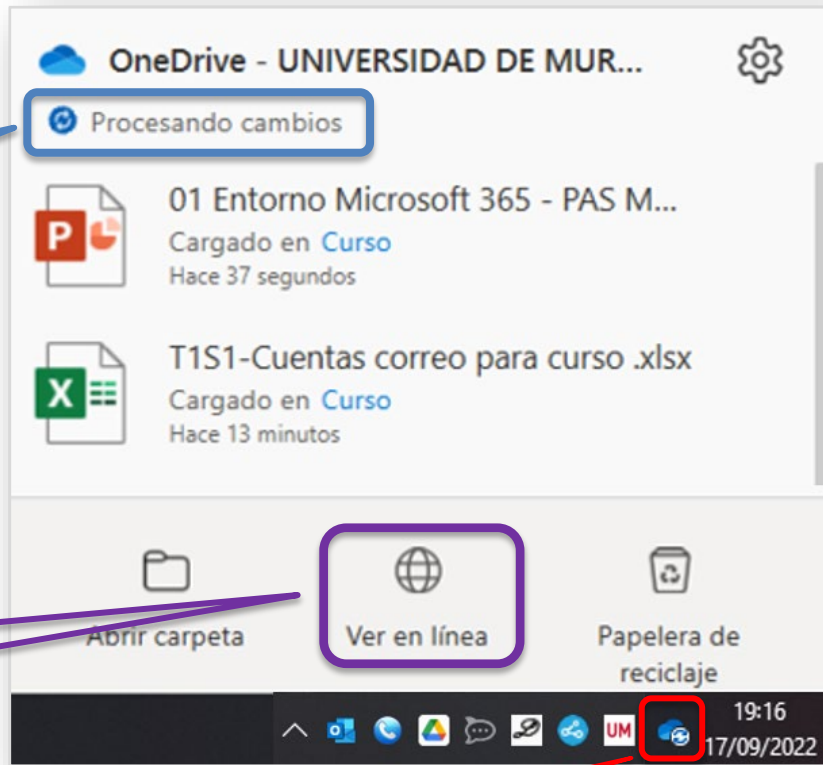 OneDrive - UNIVERSIDAD DE MUR...
Procesando cambios
01 Entorno Microsoft 365 - PAS M...
Cargado en Curso
Hace 37 segundos
T1S1-Cuentas correo para curso .xlsx
Cargado en Curso
Hace 13 minutos
Abrir carpeta
Ver en línea
Papelera de
reciclaje
UM
19:16
17/09/2022